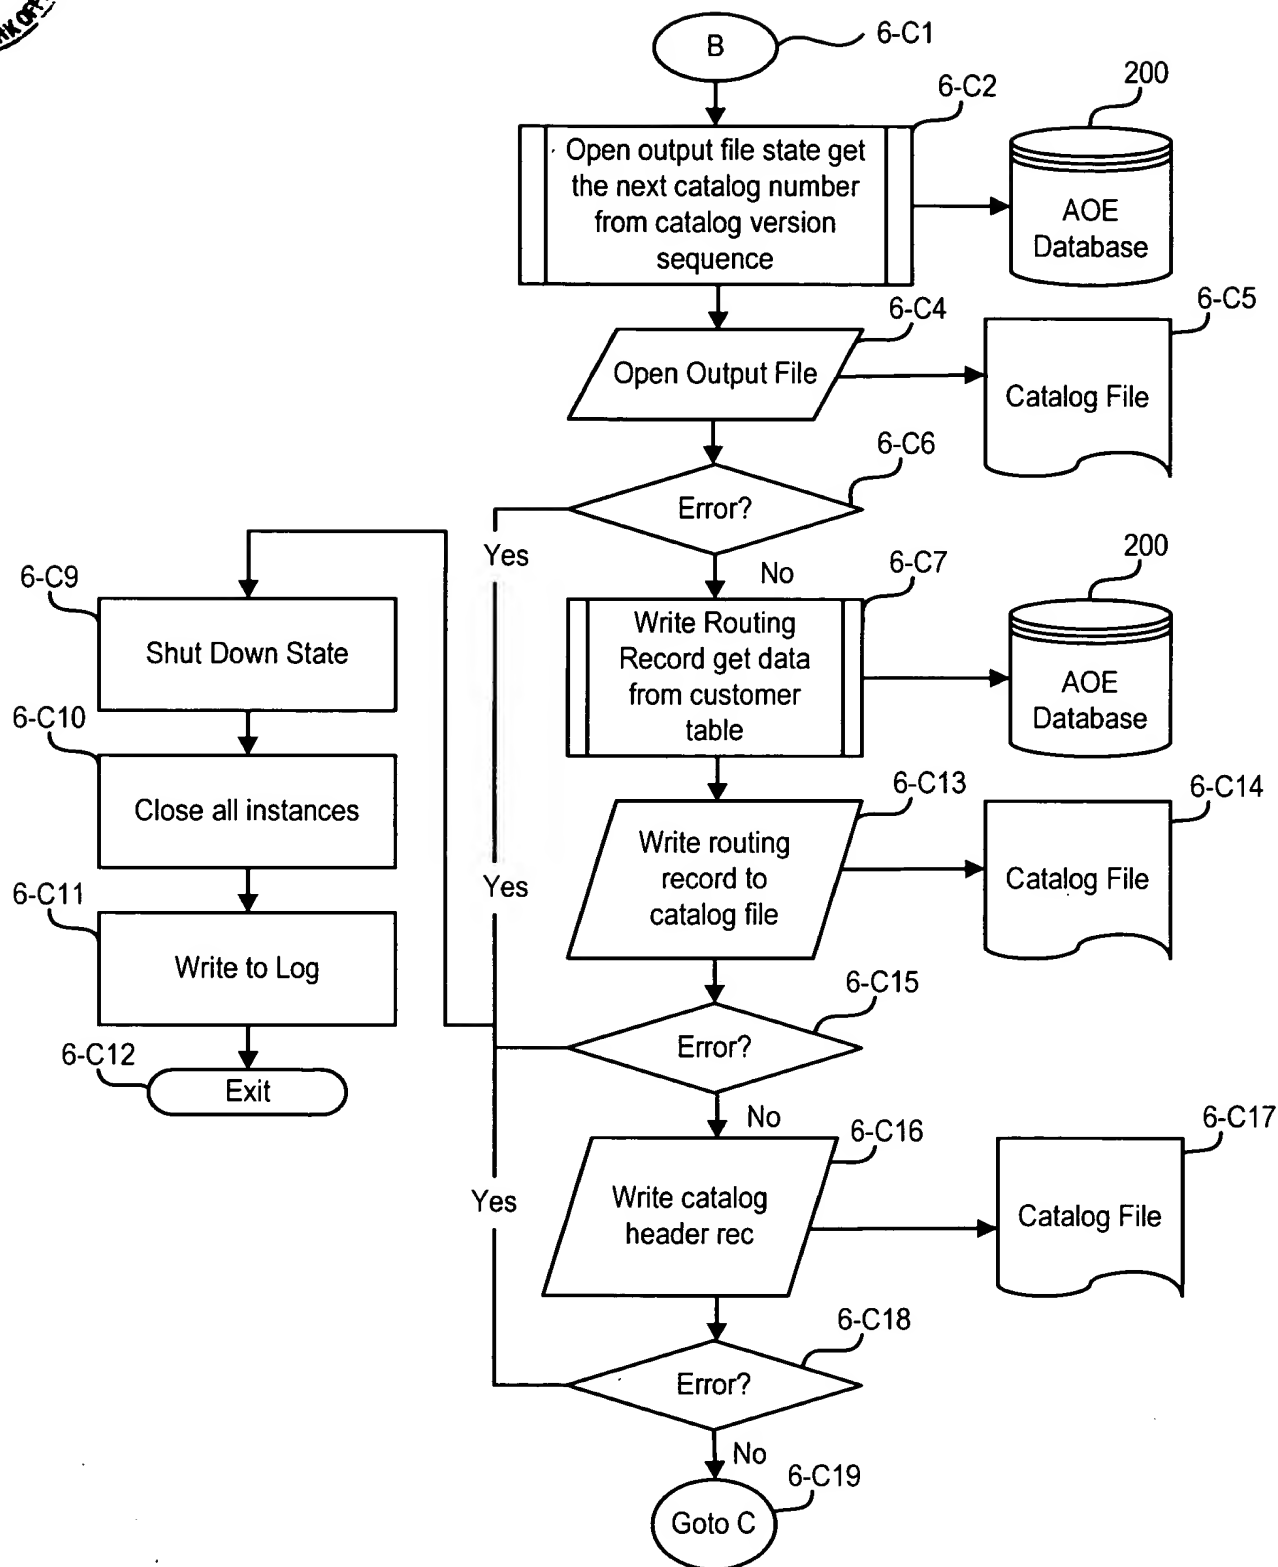 B
6-C1
6-C2
200
Open output file state get
the next catalog number
from catalog version
sequence
AOE
Database
6-C4
6-C5
Open Output File
Catalog File
6-C6
Error?
Yes
No
6-C7
200
6-C9
Shut Down State
Write Routing
Record get data
from customer
table
AOE
Database
6-C10
Close all instances
6-C13
6-C14
Write routing
record to
catalog file
Catalog File
Yes
6-C11
Write to Log
6-C15
Error?
6-C12
Exit
No
6-C16
6-C17
Write catalog
header rec
Catalog File
Yes
6-C18
Error?
No
6-C19
Goto C